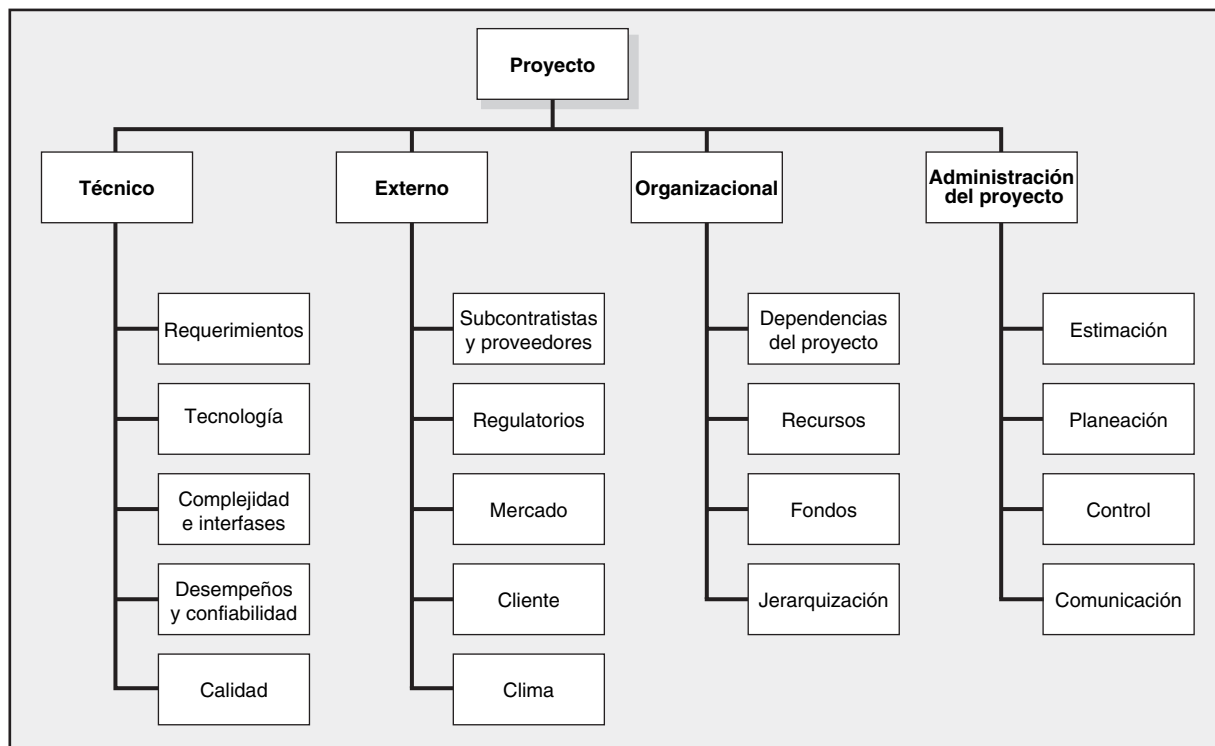 Proyecto
Técnico
Externo
Organizacional
Administración
del proyecto
Requerimientos
Tecnología
Complejidad
e interfases
Desempeños
y confiabilidad
Calidad
Subcontratistas
y proveedores
Regulatorios
Mercado
Cliente
Clima
Dependencias
del proyecto
Recursos
Fondos
Jerarquización
Estimación
Planeación
Control
Comunicación